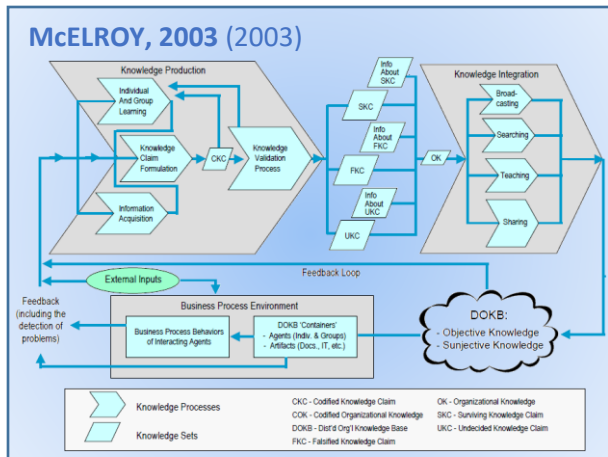 McELROY, 2003 (2003)
Knowledge Production
Individual
And Group
Learning
Knowledge
Claim
Formulation
Information
Acquisition
CKC
Knowledge
Validation
Process
Info
About
SKC
SKC
Info
About
FKC
FKC
Info
About
UKC
UKC
OK
Knowledge Integration
Broad-
casting
Searching
Teaching
Sharing
Feedback Loop
External Inputs
Feedback
(including the
detection of
problems)
Business Process Environment
Business Process Behaviors
of Interacting Agents
DOKB 'Containers'
- Agents (Indiv. & Groups)
- Artifacts (Docs., IT, etc.)
DOKB:
- Objective Knowledge
- Sunjective Knowledge
Knowledge Processes
Knowledge Sets
CKC - Codified Knowledge Claim
COK - Codified Organizational Knowledge
DOKB - Dist'd Org'l Knowledge Base
FKC - Falsified Knowledge Claim
OK - Organizational Knowledge
SKC - Surviving Knowledge Claim
UKC - Undecided Knowledge Claim